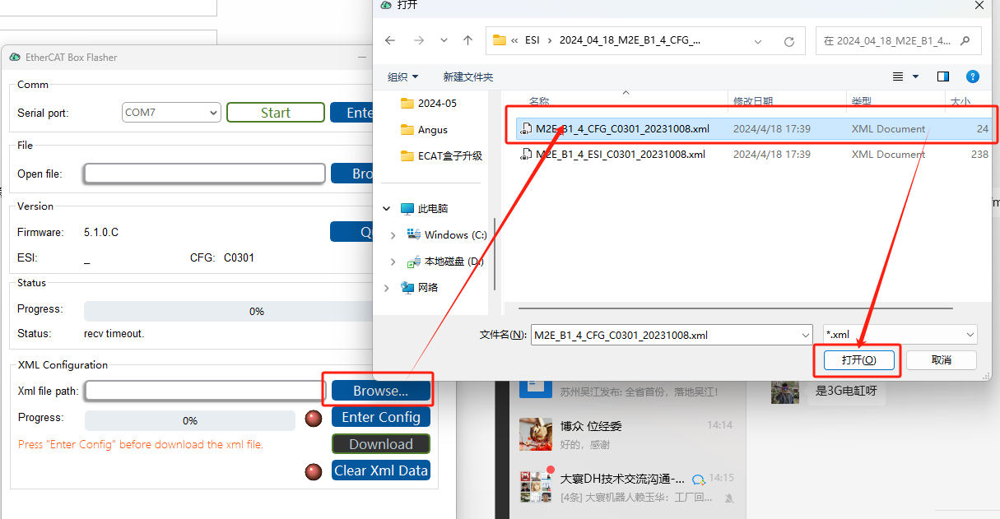 EtherCAT Box Flasher
Comm
Serial port:
COM7
Start
Ente
File
Open file:
Bro
Version
Firmware:
5.1.0.C
ESI:
_
CFG:
C0301
Status
Progress:
0%
Status:
recv timeout.
XML Configuration
Xml file path:
Browse...
Progress:
0%
Enter Config
Press "Enter Config" before download the xml file.
Download
Clear Xml Data
打开
« ESI › 2024_04_18_M2E_B1_4_CFG_...
在 2024_04_18_M2E_B1_4...
组织
新建文件夹
2024-05
Angus
ECAT盒子升级
此电脑
Windows (C:)
本地磁盘 (D:)
网络
名称
修改日期
类型
大小
M2E_B1_4_CFG_C0301_20231008.xml
2024/4/18 17:39
XML Document
24
M2E_B1_4_ESI_C0301_20231008.xml
2024/4/18 17:39
XML Document
238
文件名(N):
M2E_B1_4_CFG_C0301_20231008.xml
*.xml
打开(O)
取消
苏州吴江发布: 全省首份，落地吴江!
博众 位经委
14:14
好的，感谢
大寰DH技术交流沟通-...
14:15
[4条] 大寰机器人赖玉华: 工厂回...
是3G电缸呀